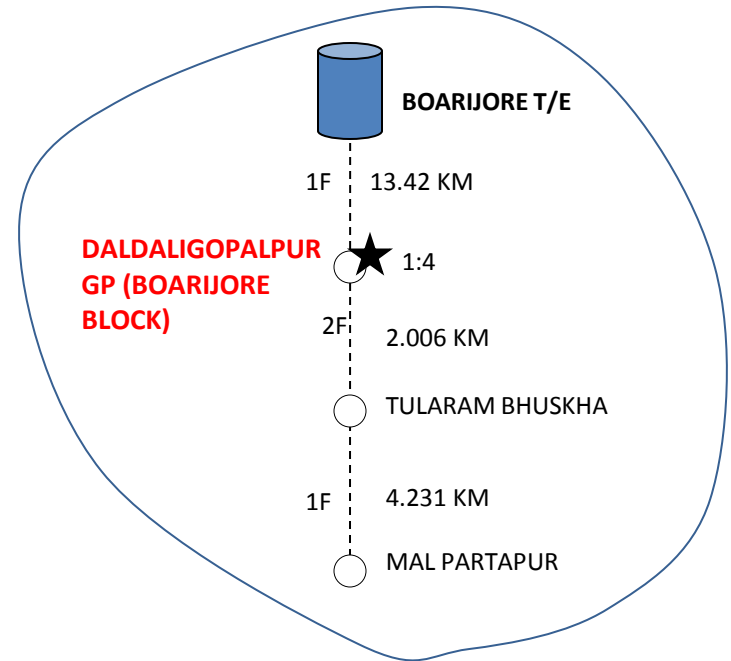 BOARIJORE T/E
1F
13.42 KM
DALDALIGOPALPUR
GP (BOARIJORE
BLOCK)
1:4
2F
2.006 KM
TULARAM BHUSKHA
1F
4.231 KM
MAL PARTAPUR